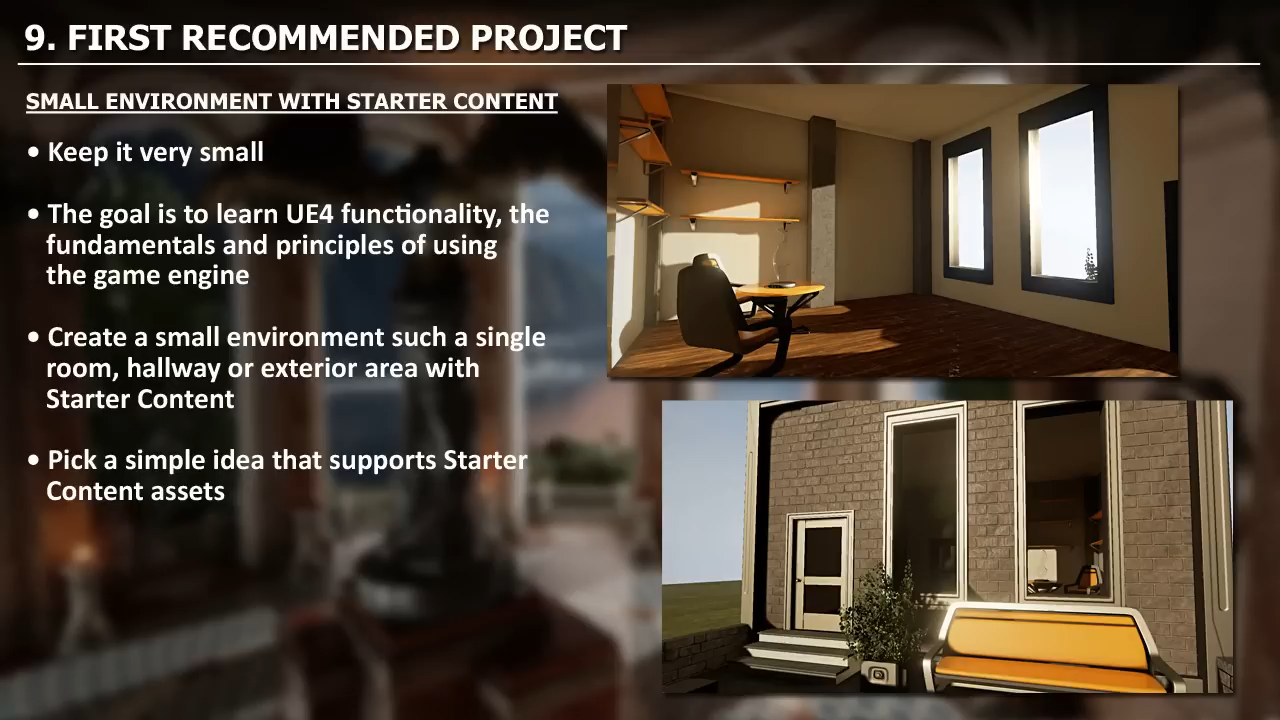 9. FIRST RECOMMENDED PROJECT
SMALL ENVIRONMENT WITH STARTER CONTENT
• Keep it very small
• The goal is to learn UE4 functionality, the
fundamentals and principles of using
the game engine
• Create a small environment such a single
room, hallway or exterior area with
Starter Content
• Pick a simple idea that supports Starter
Content assets